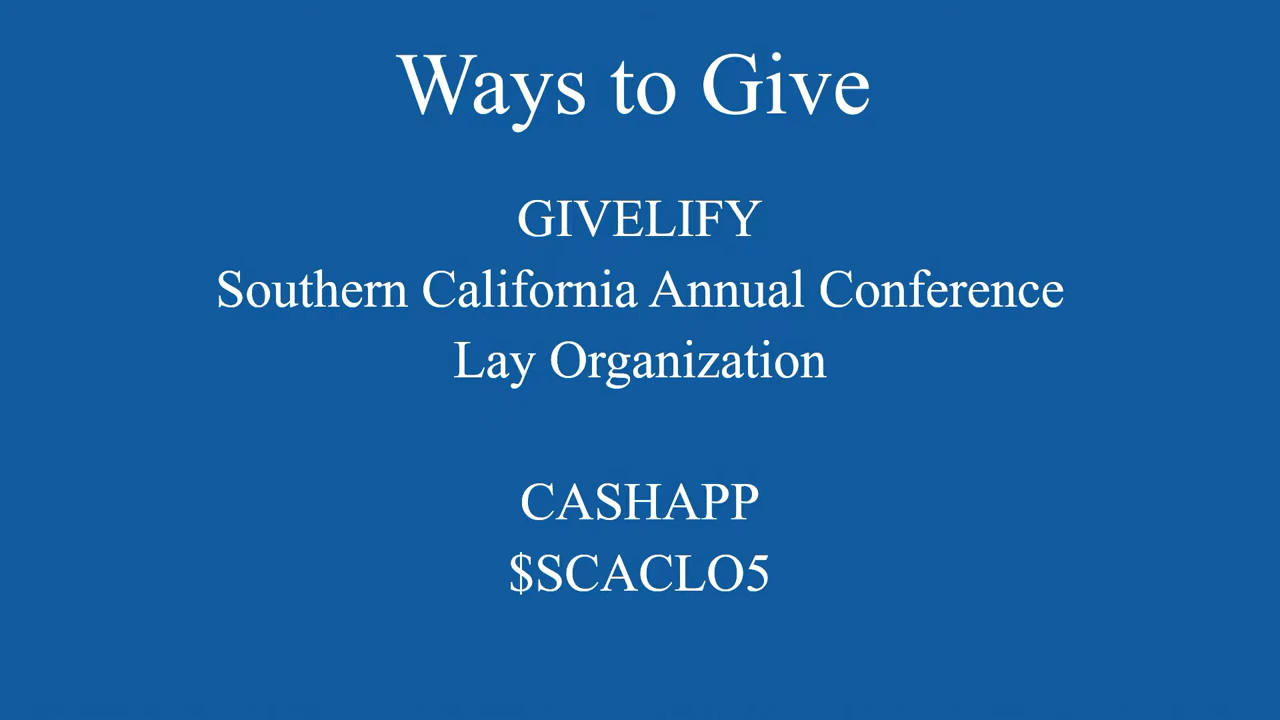 Ways to Give
GIVELIFY
Southern California Annual Conference
Lay Organization
CASHAPP
$SCACLO5